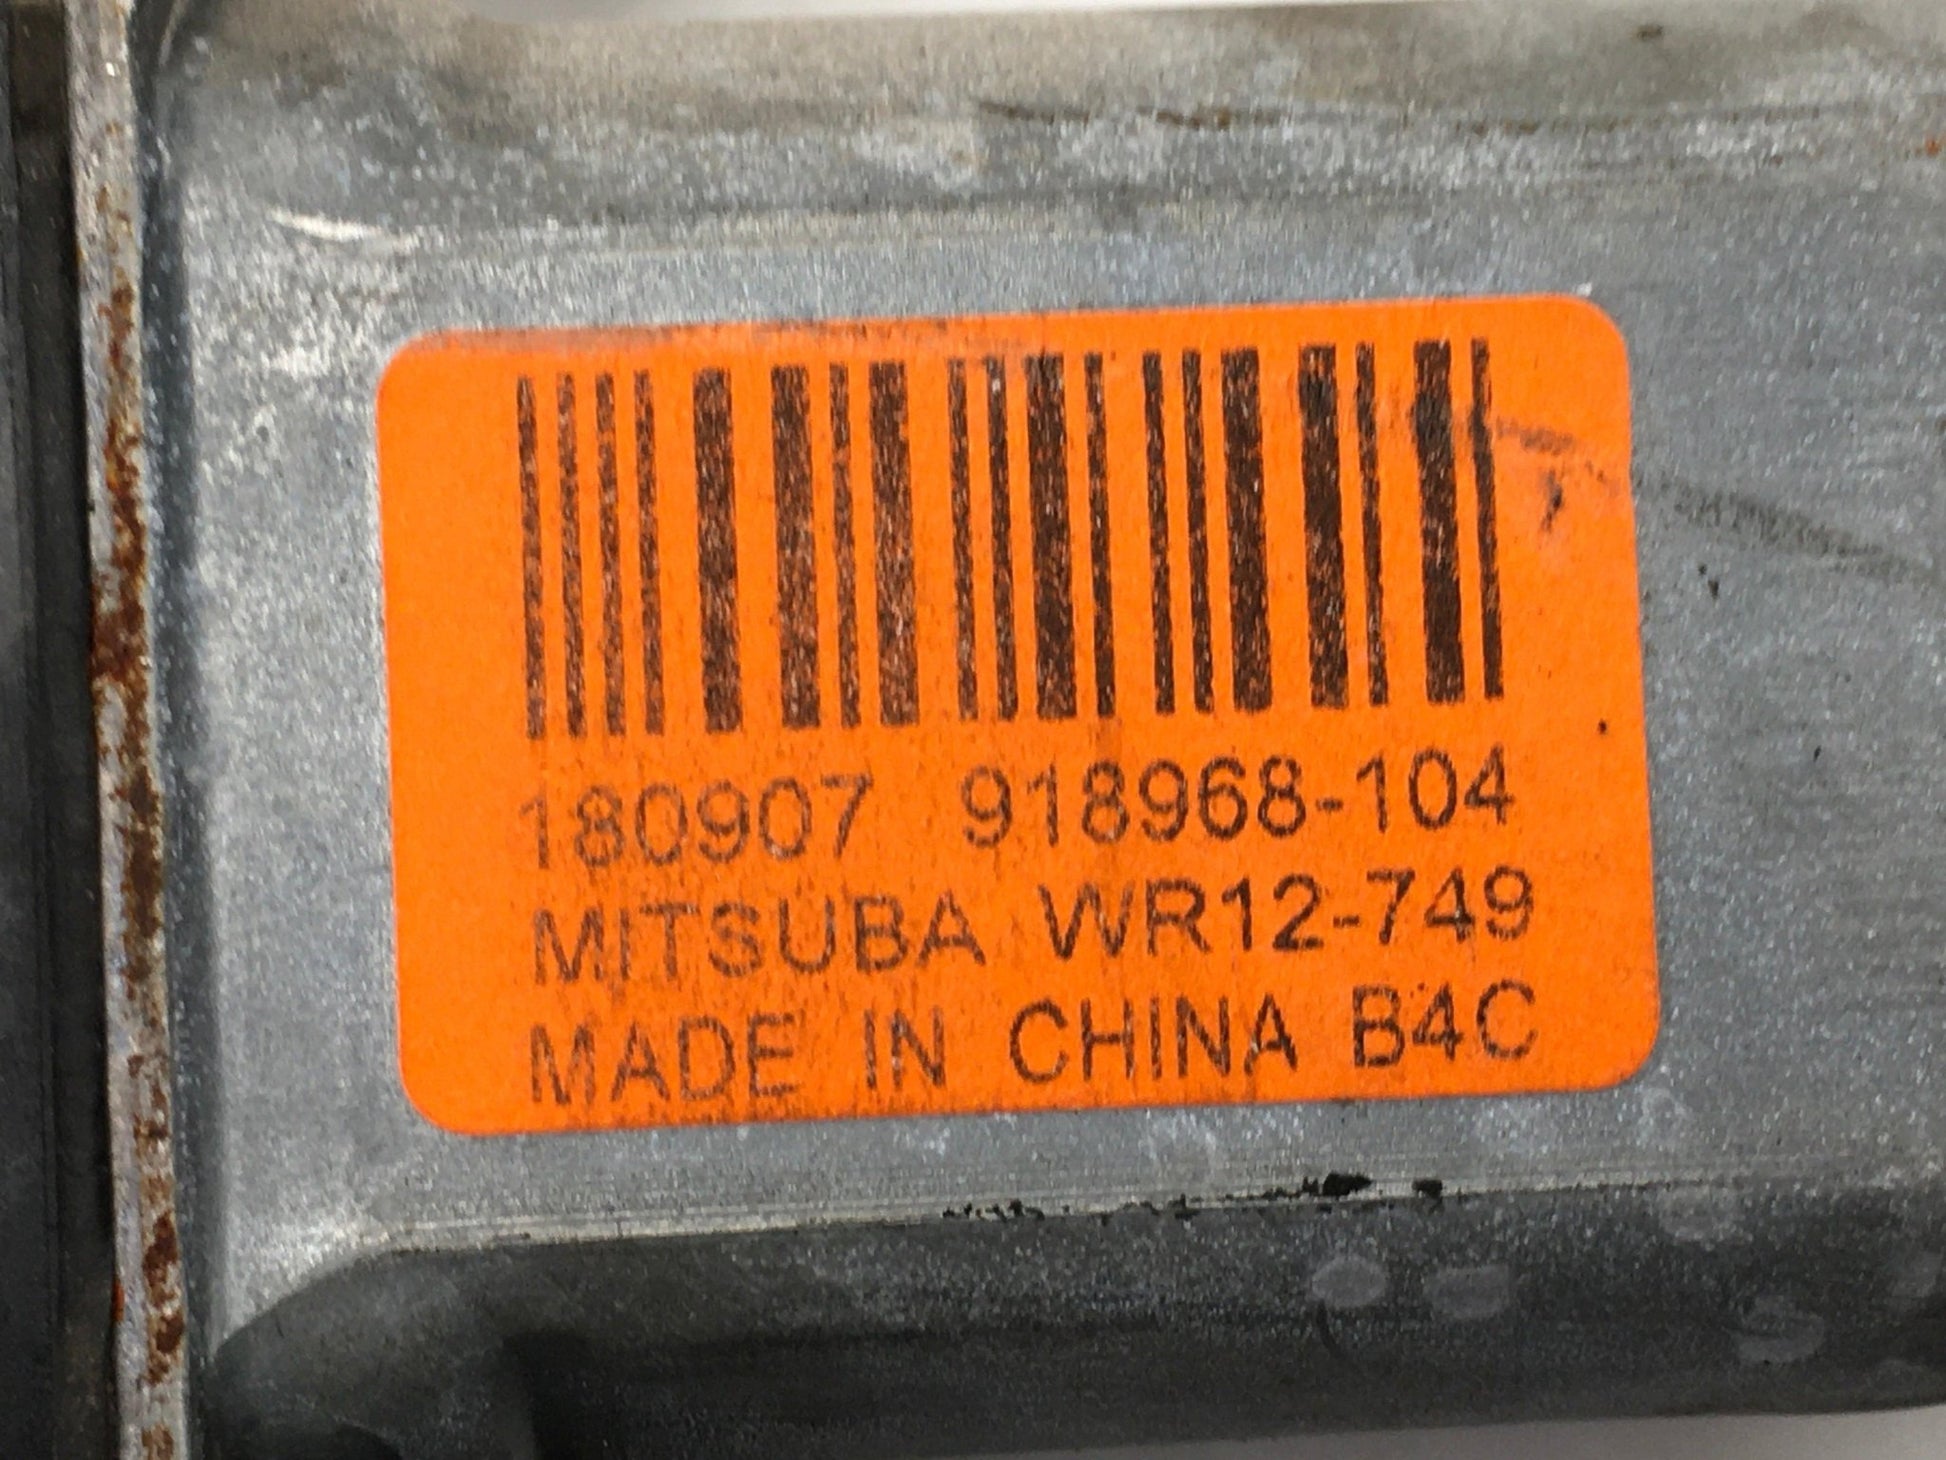 180907 918968-104
MITSUBA WR12-749
MADE IN CHINA B4C